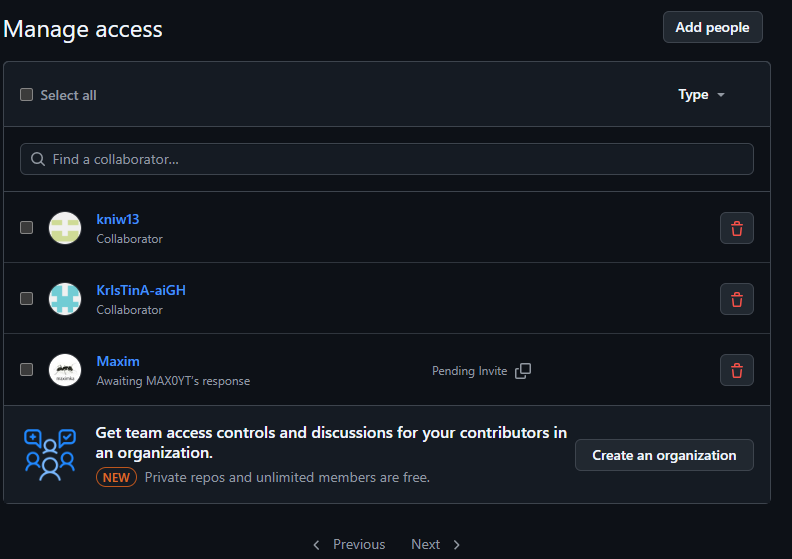 Manage access
Add people
Select all
Type
Find a collaborator...
kniw13
Collaborator
KrIsTinA-aiGH
Collaborator
Maxim
Awaiting MAX0YT's response
Pending Invite
Get team access controls and discussions for your contributors in
an organization.
Create an organization
NEW Private repos and unlimited members are free.
Previous Next